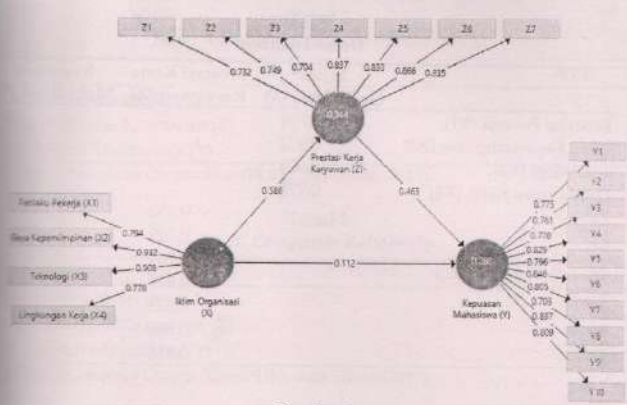 Z1 Z2 Z3 Z4 Z5 Z6 Z7
0.732 0.749 0.704 0.837 0.833 0.866 0.835
0.344
Prestasi Kerja
Karyawan (Z)
0.586
0.463
Perilaku Pekerja (X1)
Gaya Kepemimpinan (X2)
Teknologi (X3)
Lingkungan Kerja (X4)
0.794
0.932
0.908
0.778
Iklim Organisasi
(X)
0.112
Kepuasan
Mahasiswa (Y)
0.775
0.761
0.778
0.829
0.796
0.805
0.703
0.837
0.809
Y1
Y2
Y3
Y4
Y5
Y6
Y7
Y8
Y9
Y10